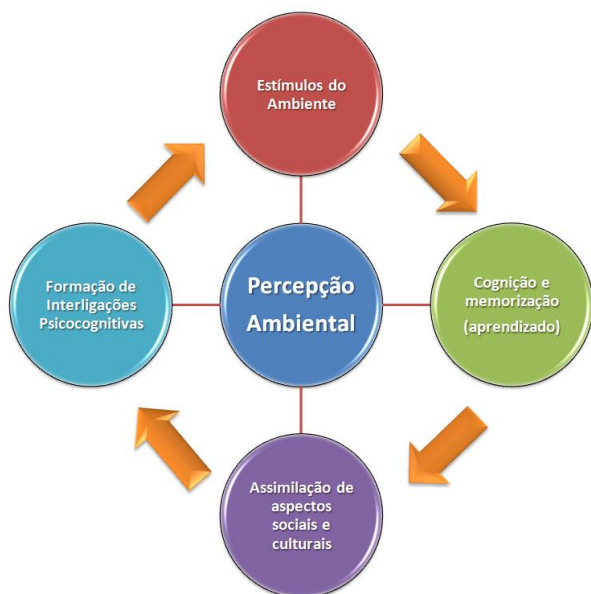 Estímulos do
Ambiente
Formação de
Interligações
Psicocognitivas
Percepção
Ambiental
Cognição e
memorização
(aprendizado)
Assimilação de
aspectos
sociais e
culturais